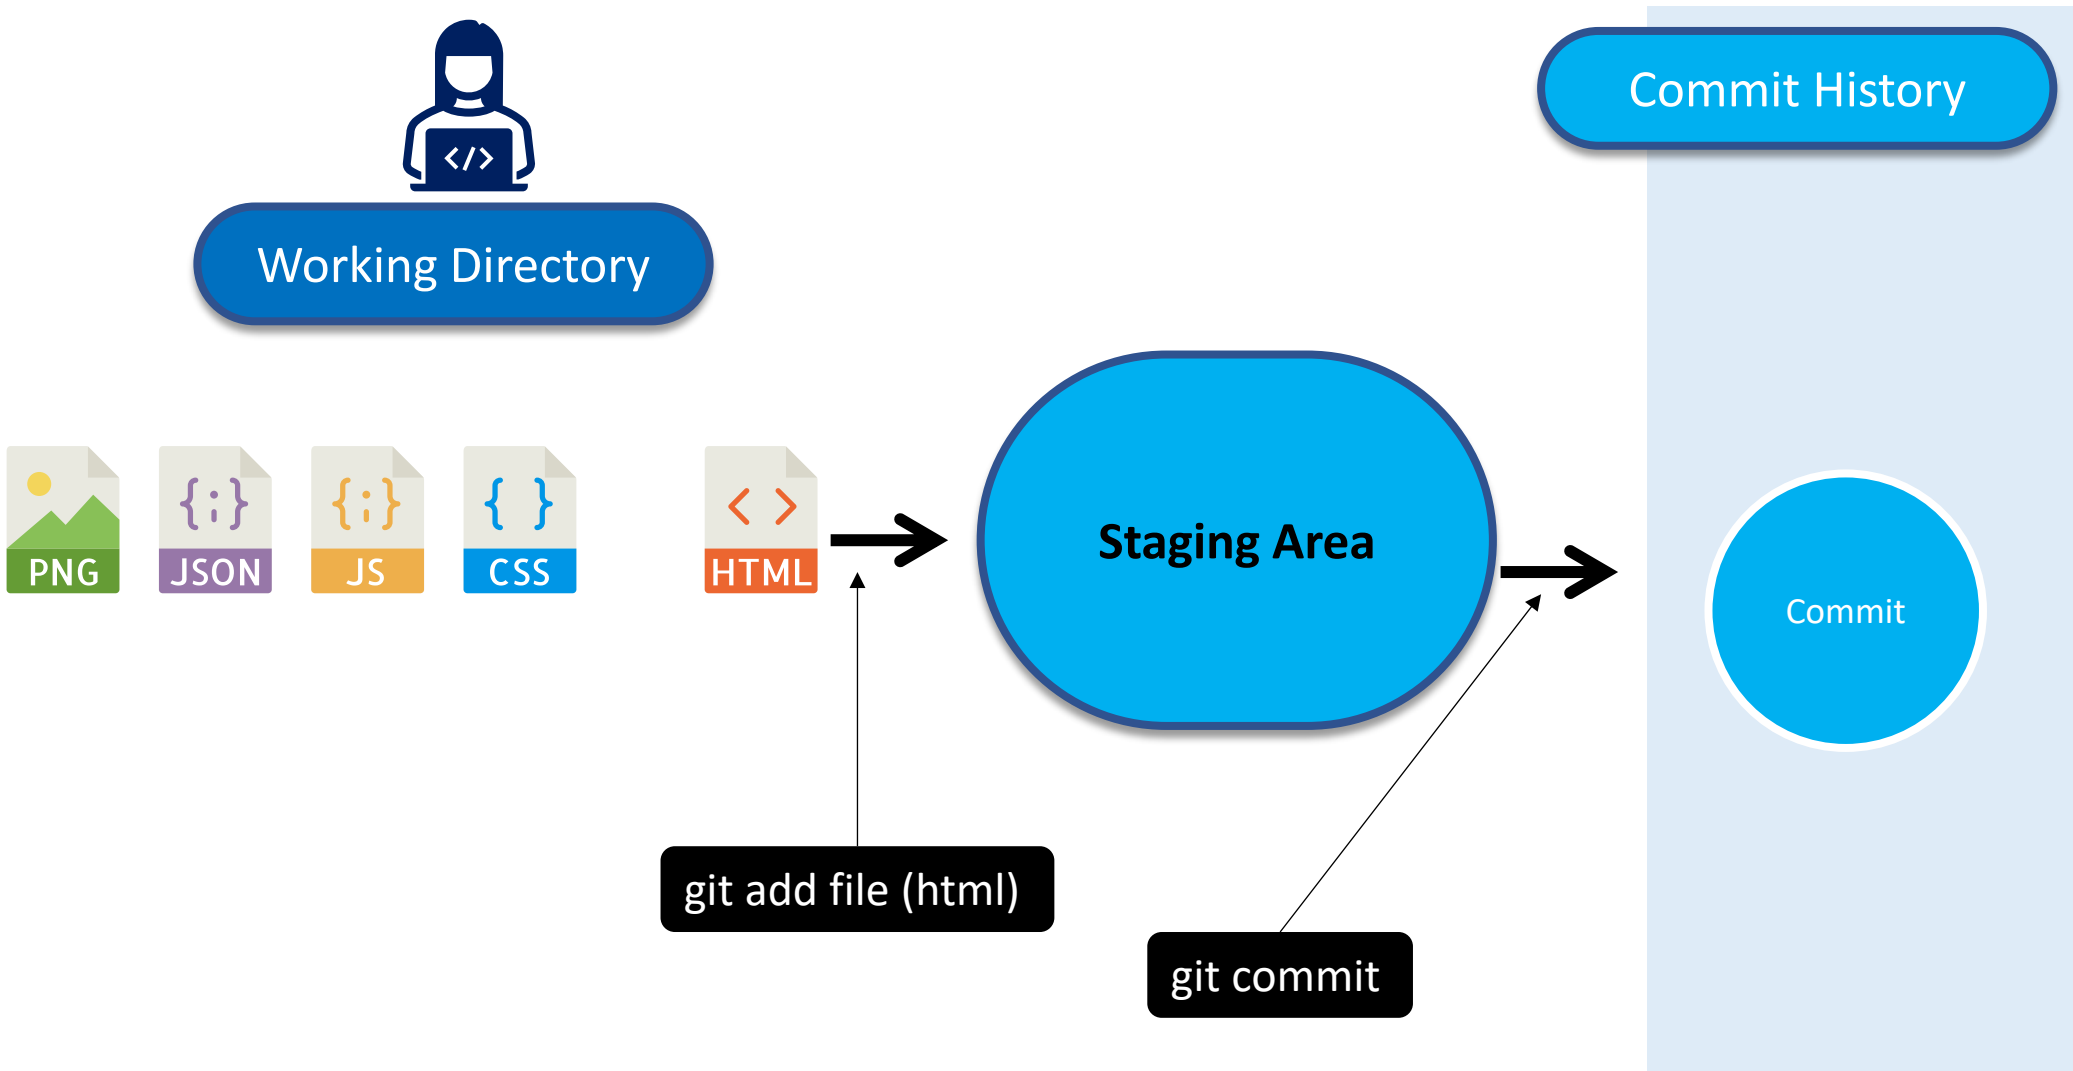 Commit History
</>
Working Directory
{;}
PNG
JSON
{;}
JS
{ }
CSS
< >
HTML
Staging Area
Commit
git add file (html)
git commit